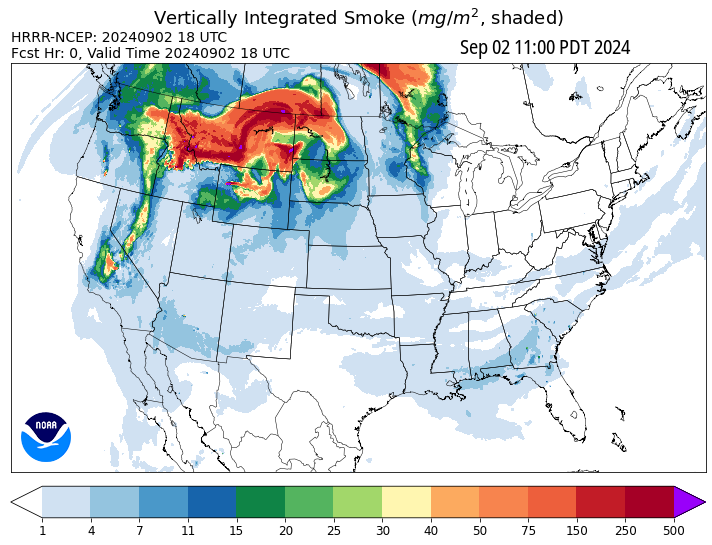 Vertically Integrated Smoke (mg/m², shaded)
HRRR-NCEP: 20240902 18 UTC
Fcst Hr: 0, Valid Time 20240902 18 UTC
Sep 02 11:00 PDT 2024
NOAA
1 4 7 11 15 20 25 30 40 50 75 150 250 500